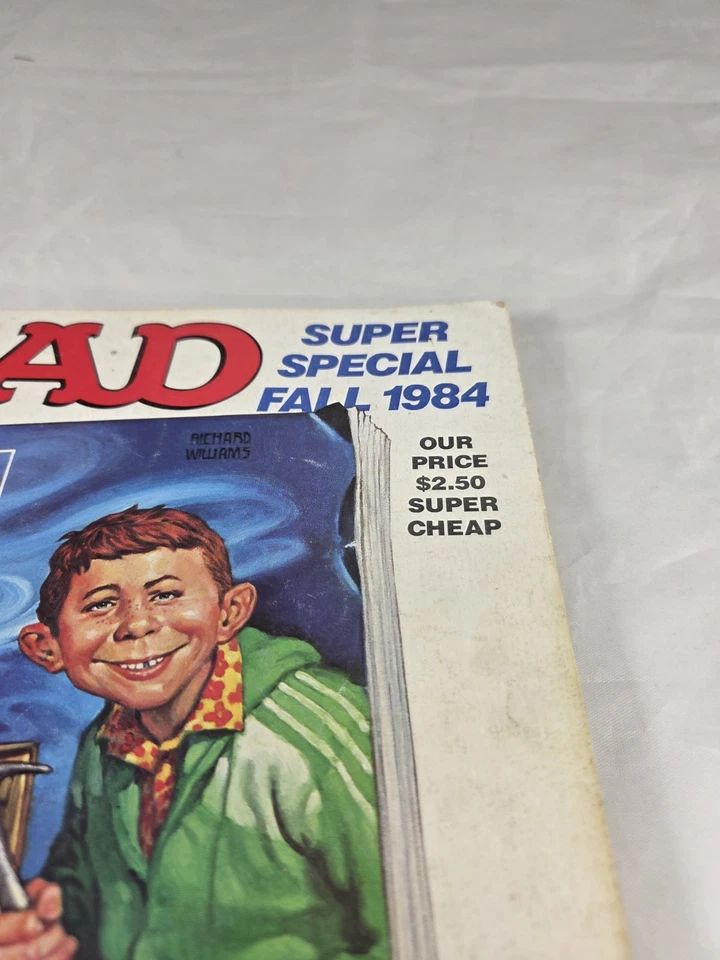 AD
SUPER
SPECIAL
FALL 1984
RICHARD
WILLIAMS
OUR
PRICE
$2.50
SUPER
CHEAP